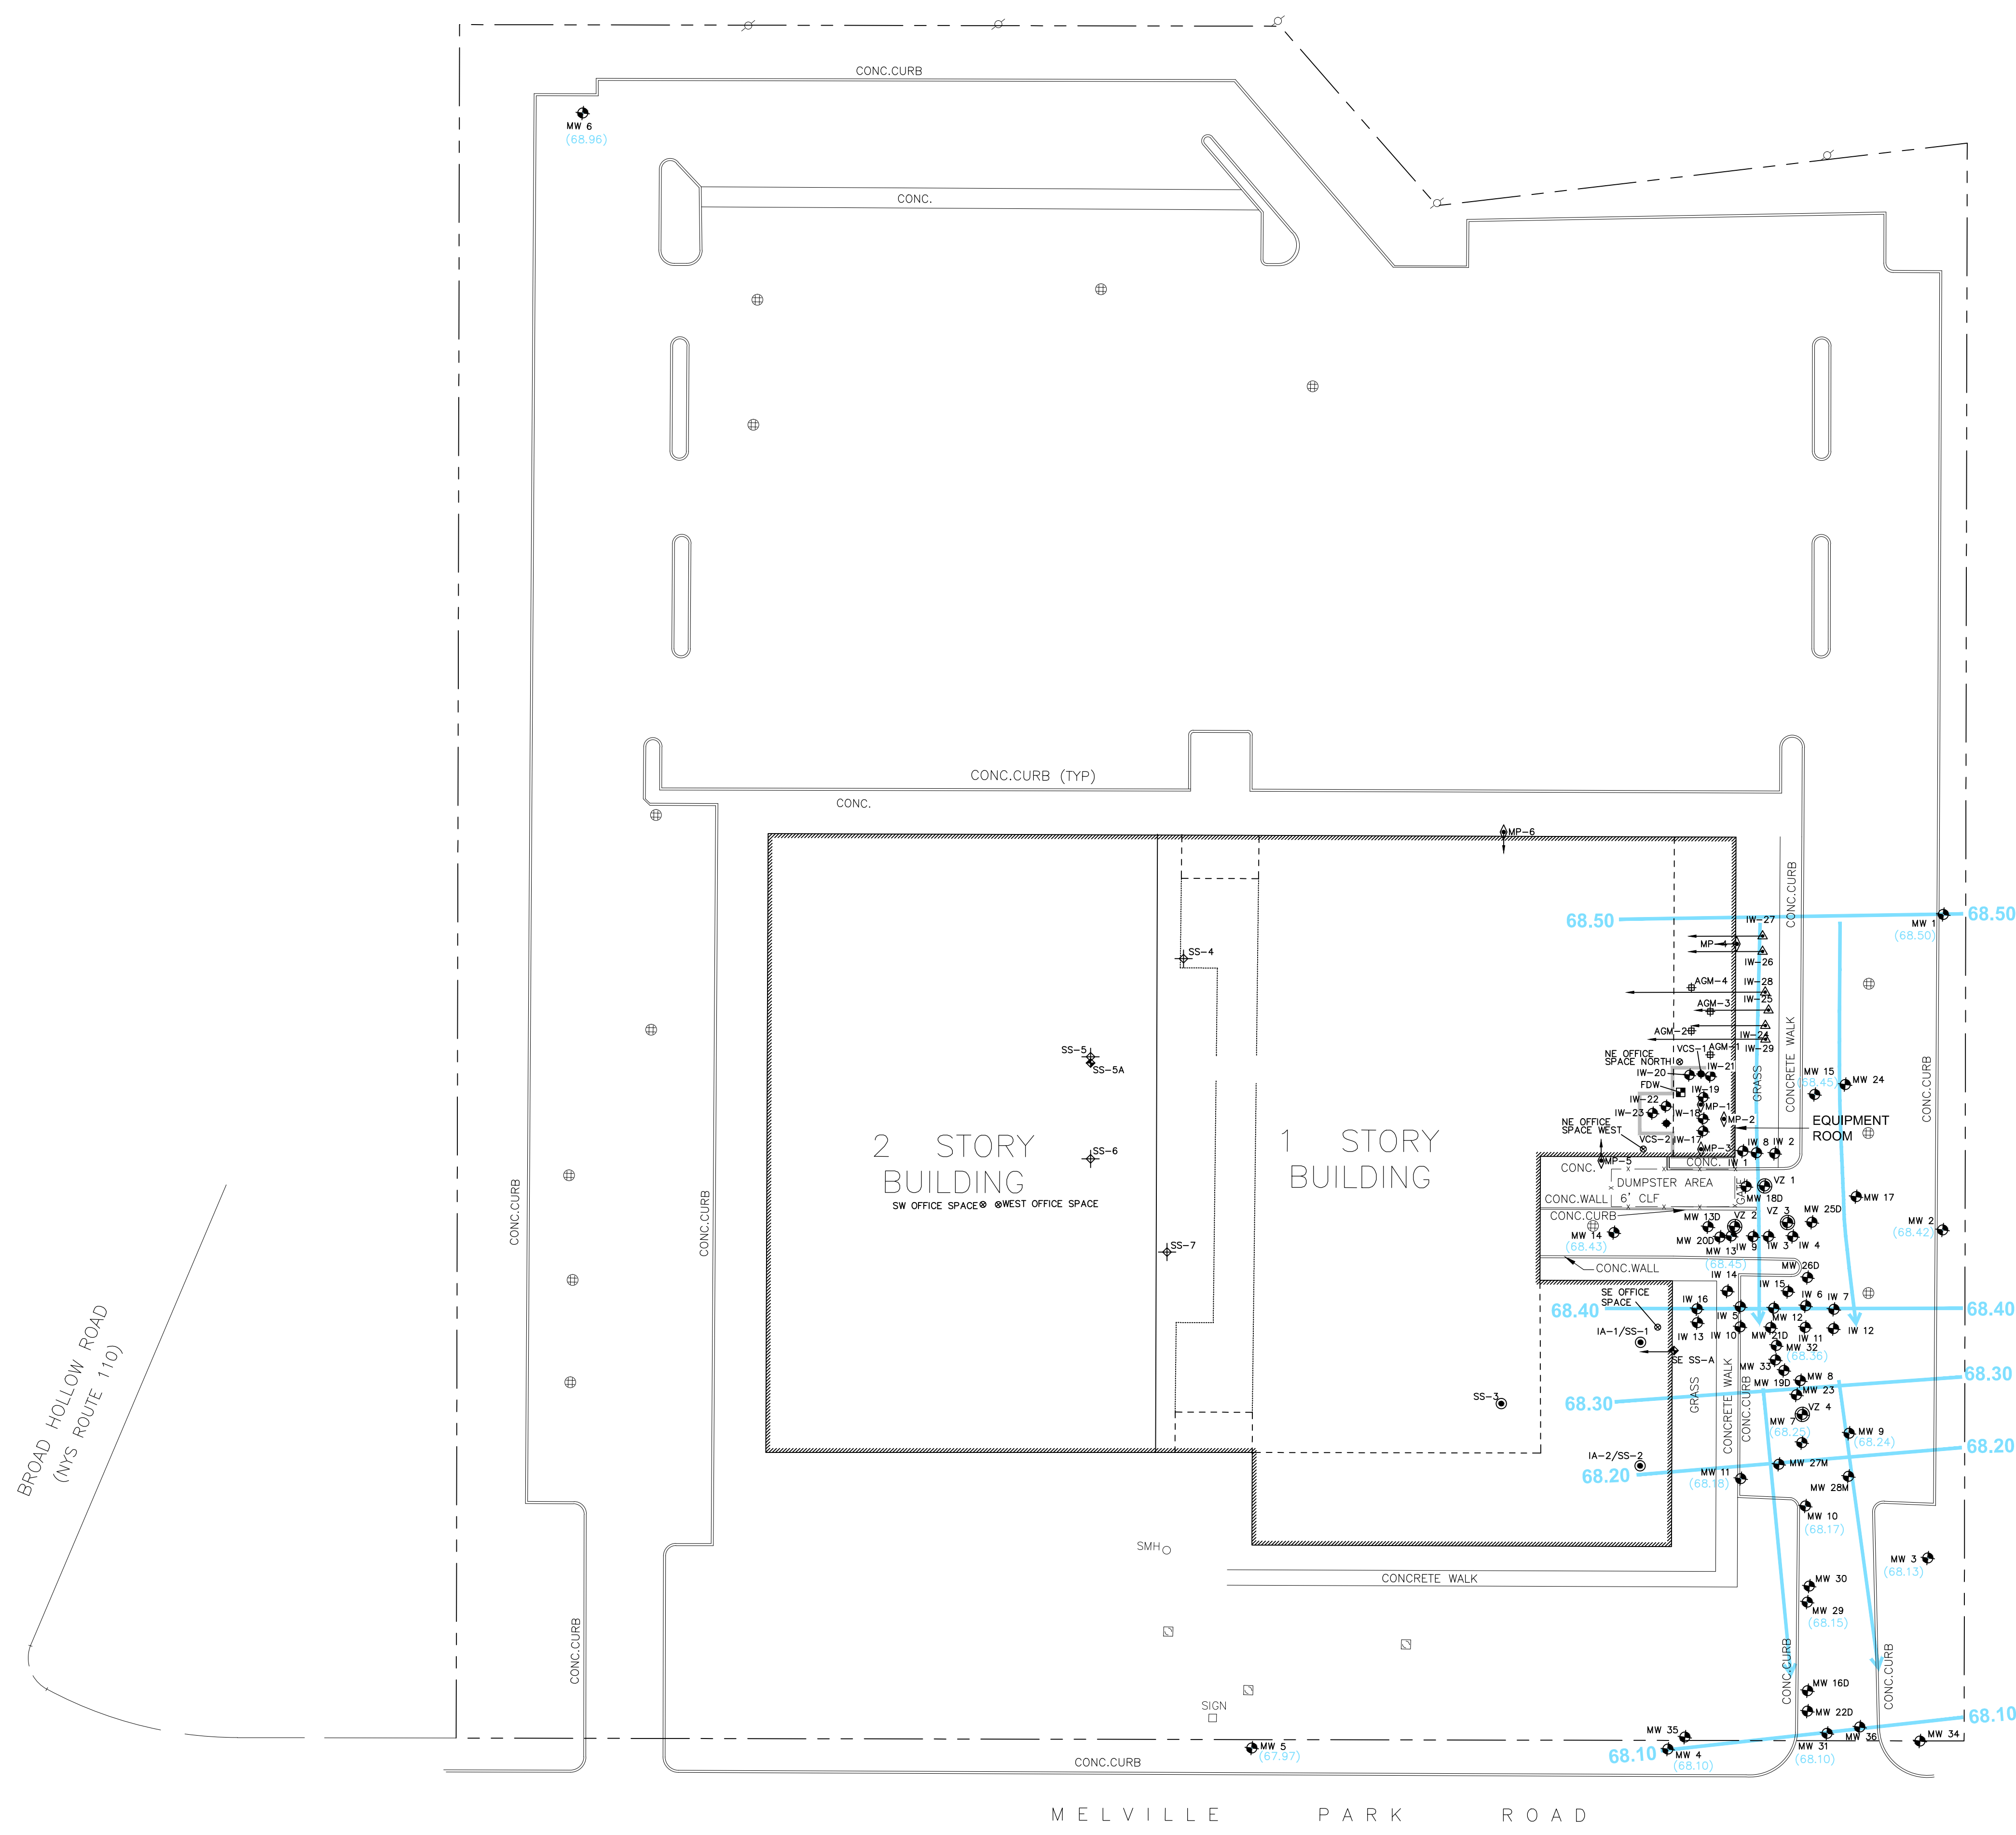 CONC.CURB
MW 6
(68.96)
CONC.
CONC.CURB (TYP)
CONC.
MP-6
CONC.CURB
68.50
IW-27
MW 1
68.50
(68.50)
MP-4
IW-26
SS-4
AGM-4
IW-28
IW-25
AGM-3
AGM-2
IW-24
SS-5
SS-5A
VCS-1
AGM-1
IW-29
NE OFFICE
SPACE NORTH
IW-20
IW-21
FDW
IW-19
GRASS
CONCRETE WALK
MW 15
(68.45)
MW 24
CONC.CURB
IW-22
MP-1
IW-23
W-18
MP-2
EQUIPMENT
ROOM
NE OFFICE
SPACE WEST
VCS-2
IW-17
MP-3
IW 8
IW 2
2 STORY
BUILDING
1 STORY
BUILDING
SS-6
MP-5
CONC.
CONC.
IW 1
DUMPSTER AREA
GATE
VZ 1
CONC.WALL
6' CLF
MW 18D
MW 17
SW OFFICE SPACE
WEST OFFICE SPACE
CONC.CURB
CONC.CURB
CONC.CURB
MW 13D
VZ 2
VZ 3
MW 25D
MW 2
(68.42)
MW 14
(68.43)
MW 20D
MW 13
(68.45)
IW 9
IW 3
IW 4
SS-7
CONC.WALL
MW 26D
IW 14
IW 15
SE OFFICE
SPACE
IW 16
IW 6
IW 7
68.40
68.40
IW 5
MW 12
IA-1/SS-1
IW 13
IW 10
MW 21D
IW 11
IW 12
MW 32
(68.36)
SE SS-A
MW 33
BROAD HOLLOW ROAD
(NYS ROUTE 110)
68.30
MW 8
MW 19D
MW 23
SS-3
68.30
GRASS
CONCRETE WALK
CONC.CURB
VZ 4
MW 7
(68.25)
MW 9
(68.24)
68.20
IA-2/SS-2
MW 27M
68.20
MW 11
(68.18)
MW 28M
MW 10
(68.17)
SMH
MW 3
(68.13)
CONCRETE WALK
MW 30
MW 29
(68.15)
CONC.CURB
CONC.CURB
CONC.CURB
MW 16D
SIGN
MW 22D
68.10
MW 35
MW 36
MW 34
MW 5
(67.97)
68.10
MW 4
(68.10)
MW 31
(68.10)
CONC.CURB
MELVILLE PARK ROAD